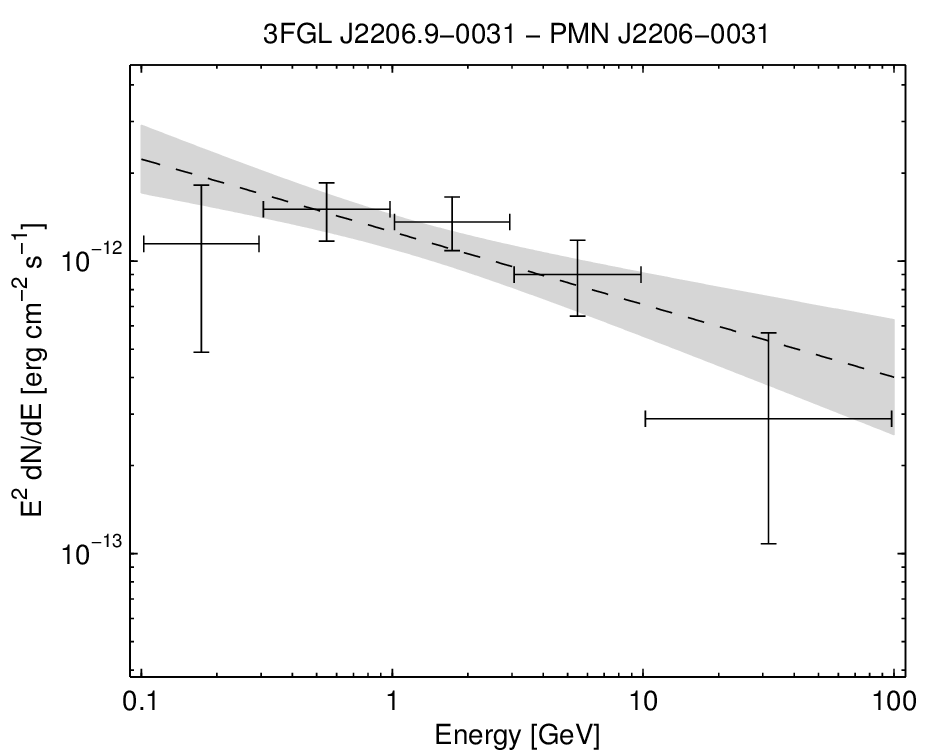 3FGL J2206.9−0031 − PMN J2206−0031
E² dN/dE [erg cm⁻² s⁻¹]
10⁻¹²
10⁻¹³
0.1 1 10 100
Energy [GeV]